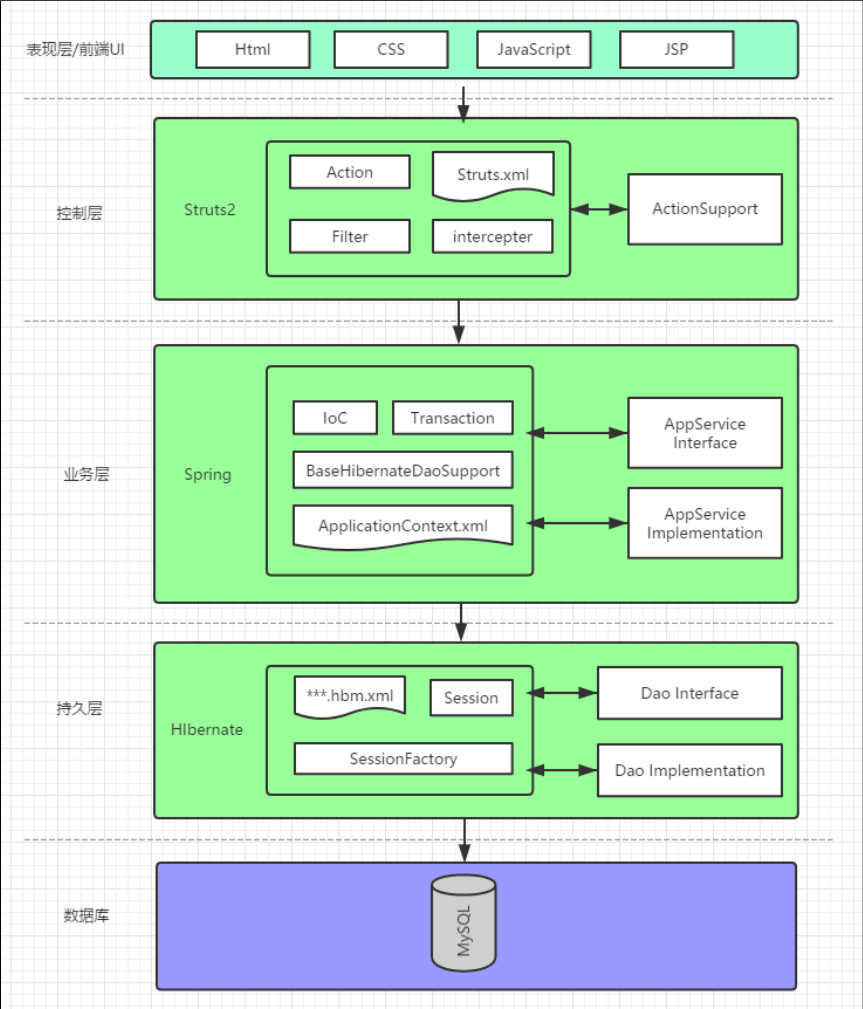 表现层/前端UI
Html
CSS
JavaScript
JSP
控制层
Struts2
Action
Struts.xml
Filter
intercepter
ActionSupport
业务层
Spring
IoC
Transaction
BaseHibernateDaoSupport
ApplicationContext.xml
AppService
Interface
AppService
Implementation
持久层
HIbernate
***.hbm.xml
Session
SessionFactory
Dao Interface
Dao Implementation
数据库
MySQL